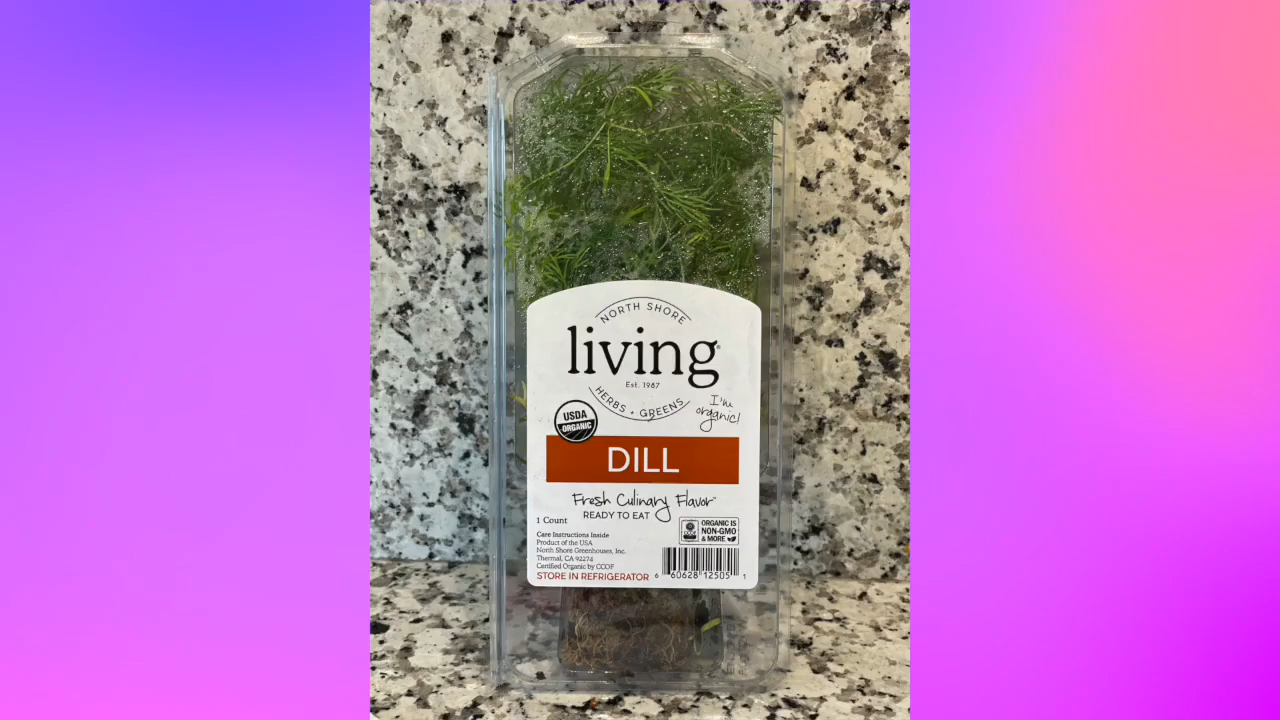 NORTH SHORE
living
Est. 1987
HERBS + GREENS
I'm
organic!
USDA
ORGANIC
DILL
Fresh Culinary Flavor™
READY TO EAT
1 Count
ORGANIC IS
NON-GMO
& MORE
Care Instructions Inside
Product of the USA
North Shore Greenhouses, Inc.
Thermal, CA 92274
Certified Organic by CCOF
STORE IN REFRIGERATOR
6 60628 12505 1